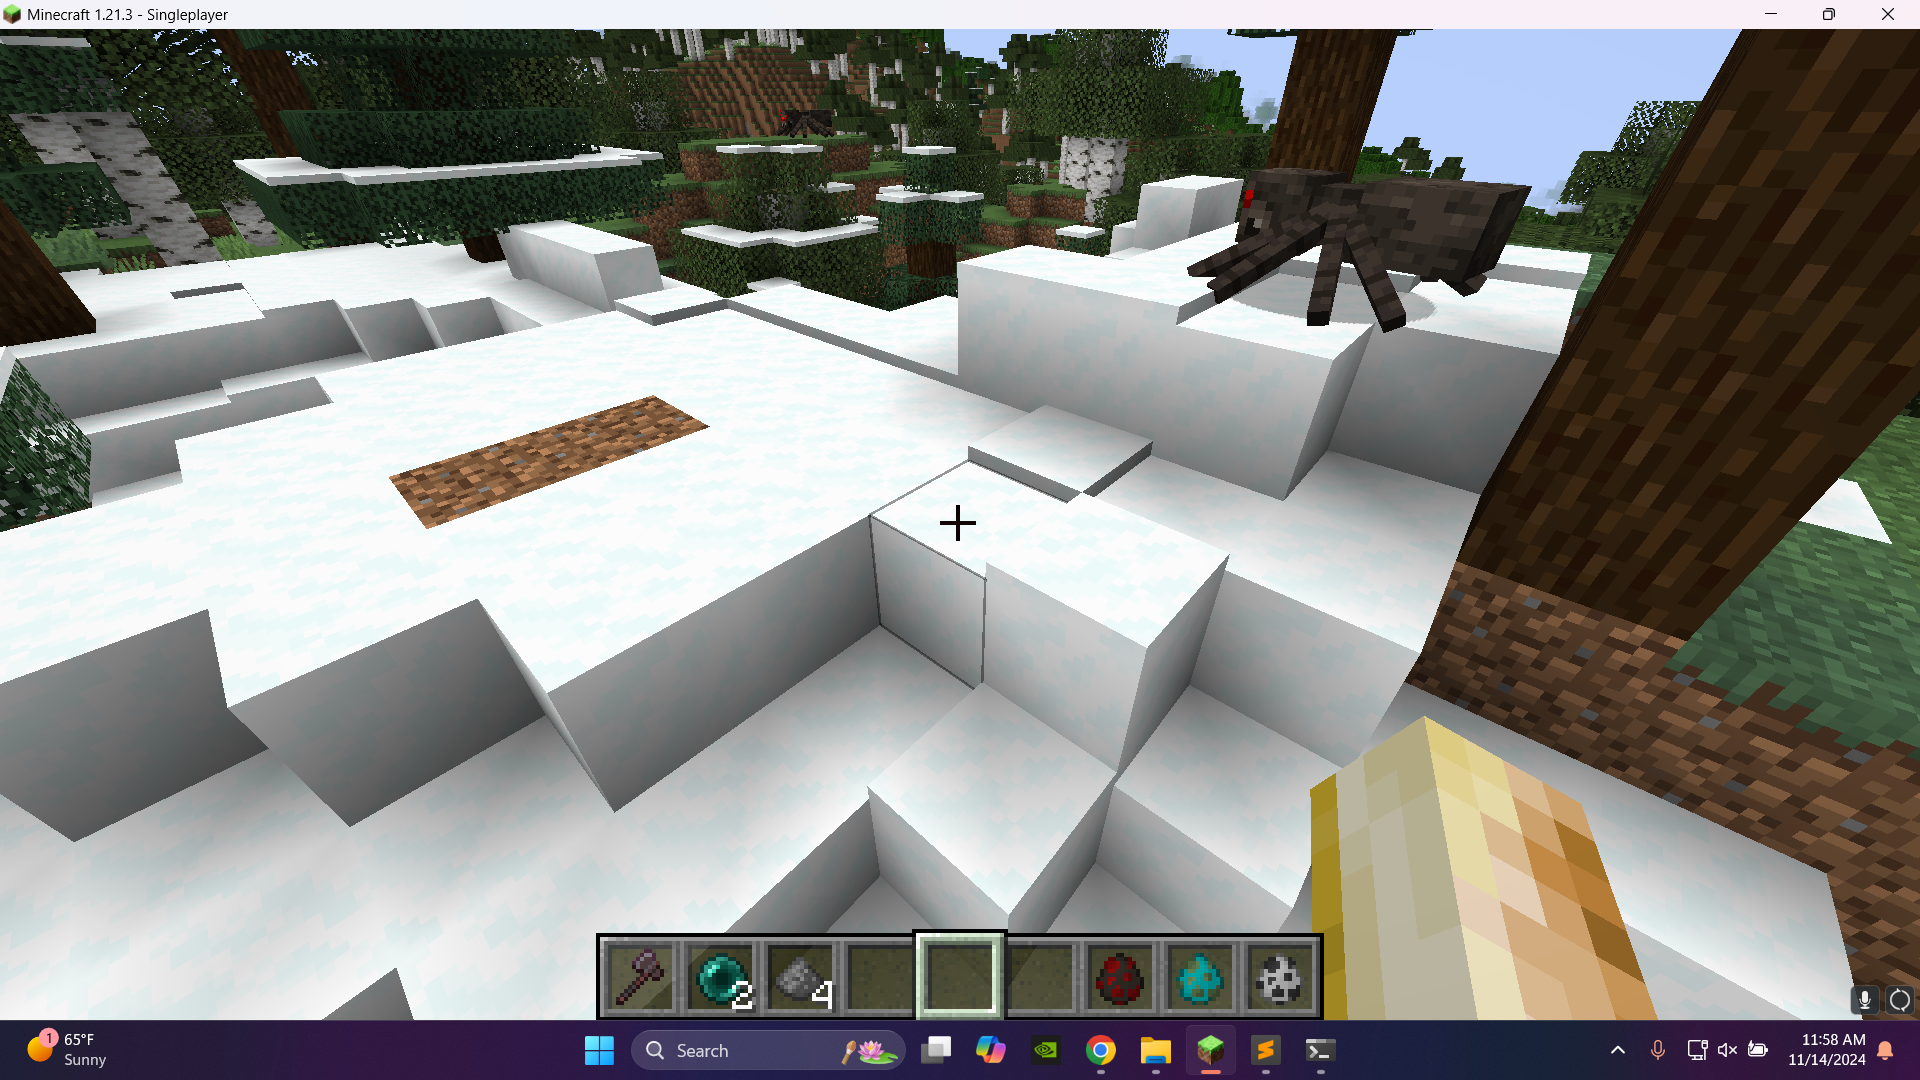 Minecraft 1.21.3 - Singleplayer
2
4
1
65°F
Sunny
Search
11:58 AM
11/14/2024